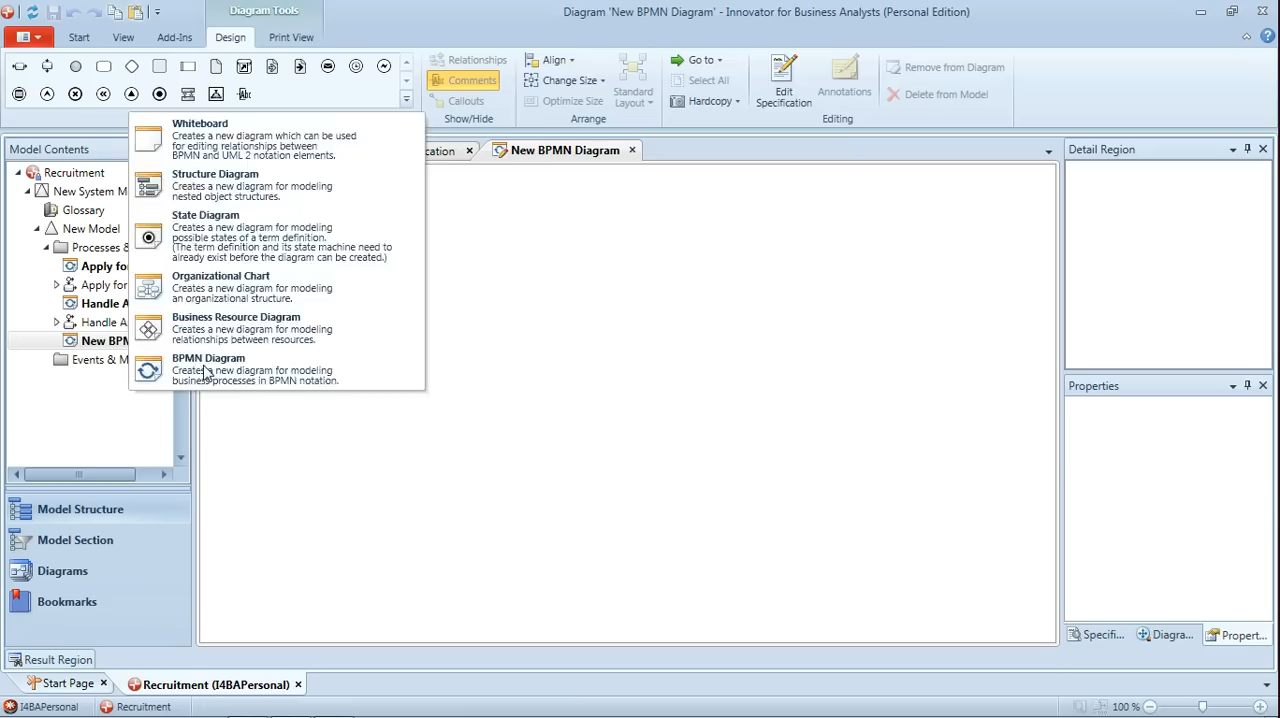 Diagram Tools
Diagram 'New BPMN Diagram' - Innovator for Business Analysts (Personal Edition)
Start
View
Add-Ins
Design
Print View
Relationships
Comments
Callouts
Show/Hide
Align
Change Size
Optimize Size
Standard
Layout
Arrange
Go to
Select All
Hardcopy
Edit
Specification
Annotations
Remove from Diagram
Delete from Model
Editing
Model Contents
Recruitment
New System M
Glossary
New Model
Processes &
Apply for
Apply for
Handle A
Handle A
New BPM
Events & M
Whiteboard
Creates a new diagram which can be used
for editing relationships between
BPMN and UML 2 notation elements.
Structure Diagram
Creates a new diagram for modeling
nested object structures.
State Diagram
Creates a new diagram for modeling
possible states of a term definition.
(The term definition and its state machine need to
already exist before the diagram can be created.)
Organizational Chart
Creates a new diagram for modeling
an organizational structure.
Business Resource Diagram
Creates a new diagram for modeling
relationships between resources.
BPMN Diagram
Creates a new diagram for modeling
business processes in BPMN notation.
cation
New BPMN Diagram
Detail Region
Properties
Specifi...
Diagra...
Propert...
Model Structure
Model Section
Diagrams
Bookmarks
Result Region
Start Page
Recruitment (I4BAPersonal)
I4BAPersonal
Recruitment
100 %